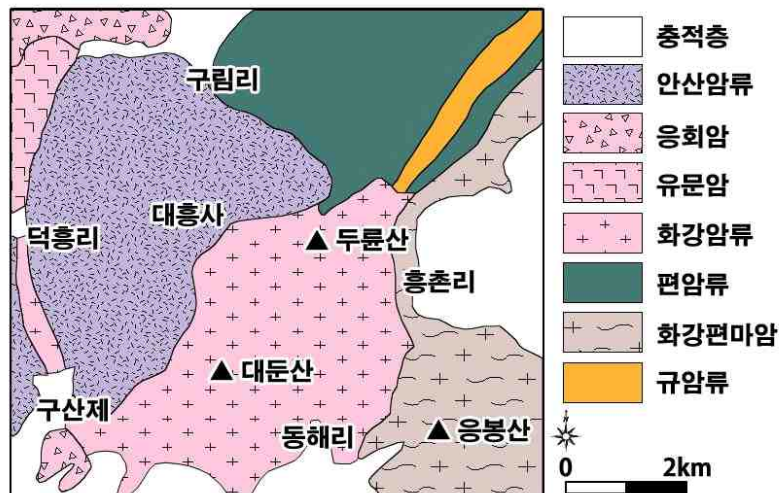 구림리
대흥사
덕흥리
▲ 두륜산
흥촌리
▲ 대둔산
구산제
동해리
▲ 응봉산
충적층
안산암류
응회암
유문암
화강암류
편암류
화강편마암
규암류
0 2km